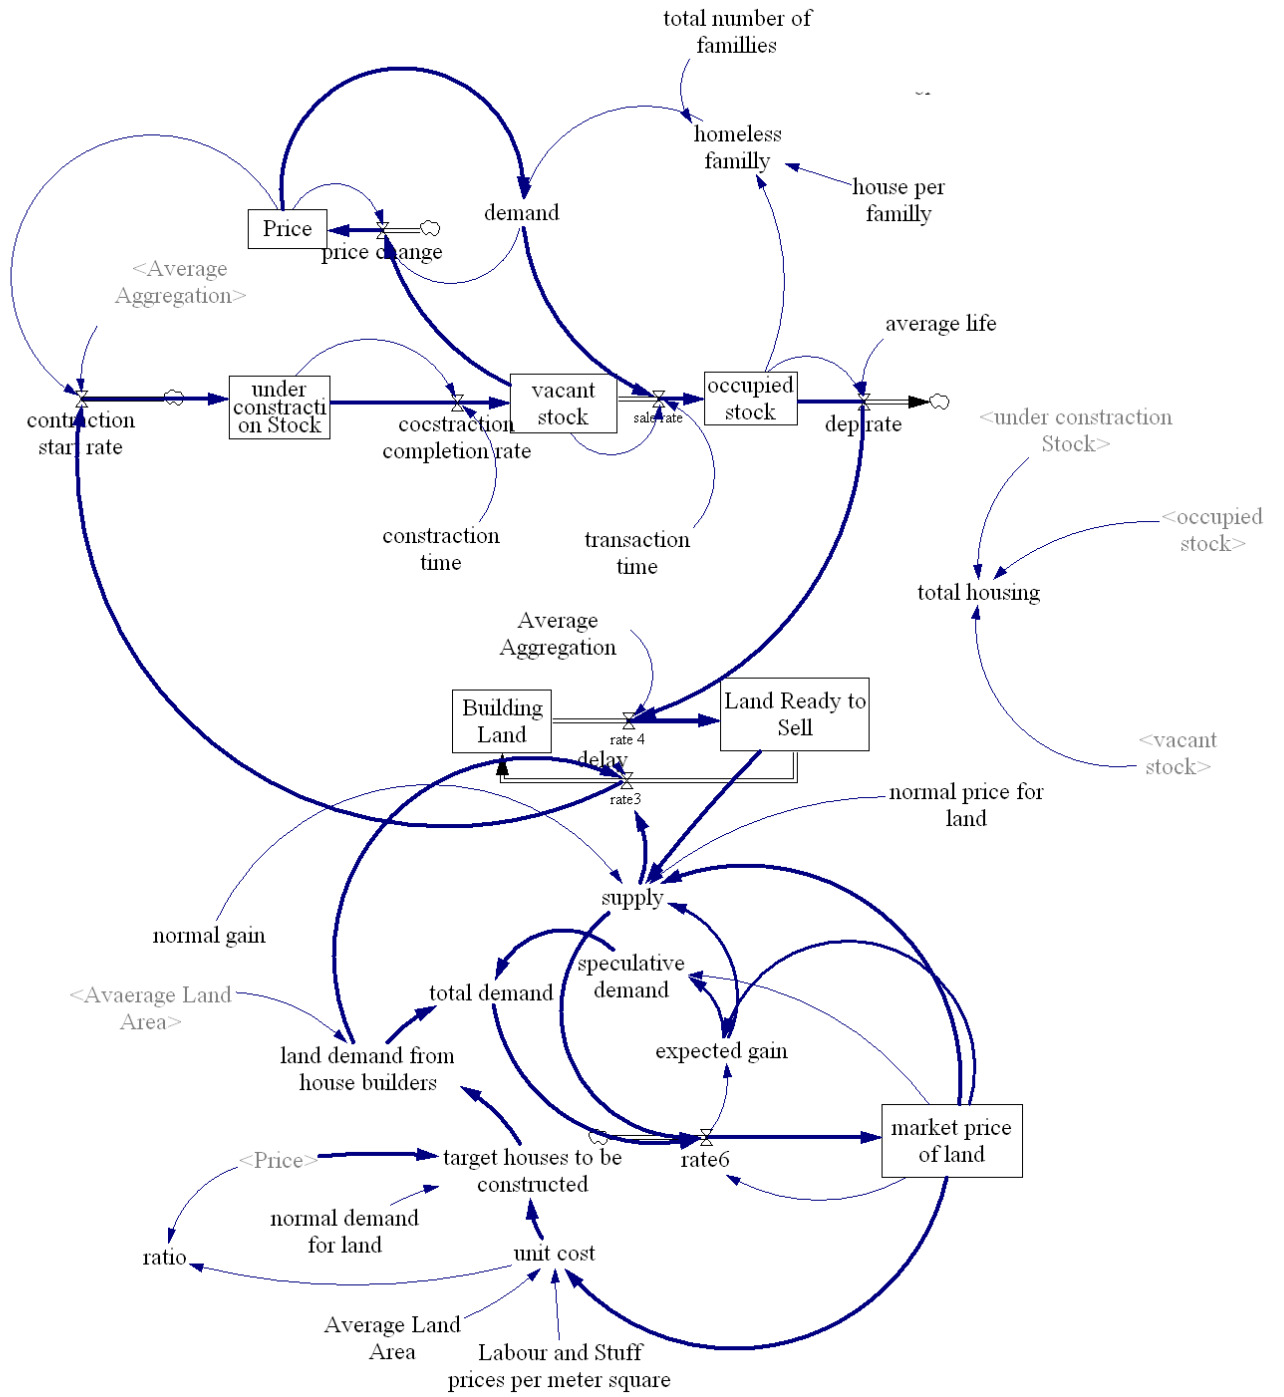 total number of
famillies
homeless
familly
house per
familly
demand
Price
price change
<Average
Aggregation>
average life
under
constracti
on Stock
vacant
stock
occupied
stock
contraction
start rate
cocstraction
completion rate
sale rate
dep rate
<under constraction
Stock>
<occupied
stock>
constraction
time
transaction
time
total housing
Average
Aggregation
Building
Land
Land Ready to
Sell
rate 4
delay
rate3
<vacant
stock>
normal price for
land
supply
normal gain
speculative
demand
<Avaerage Land
Area>
total demand
expected gain
land demand from
house builders
market price
of land
rate6
<Price>
target houses to be
constructed
normal demand
for land
ratio
unit cost
Average Land
Area
Labour and Stuff
prices per meter square